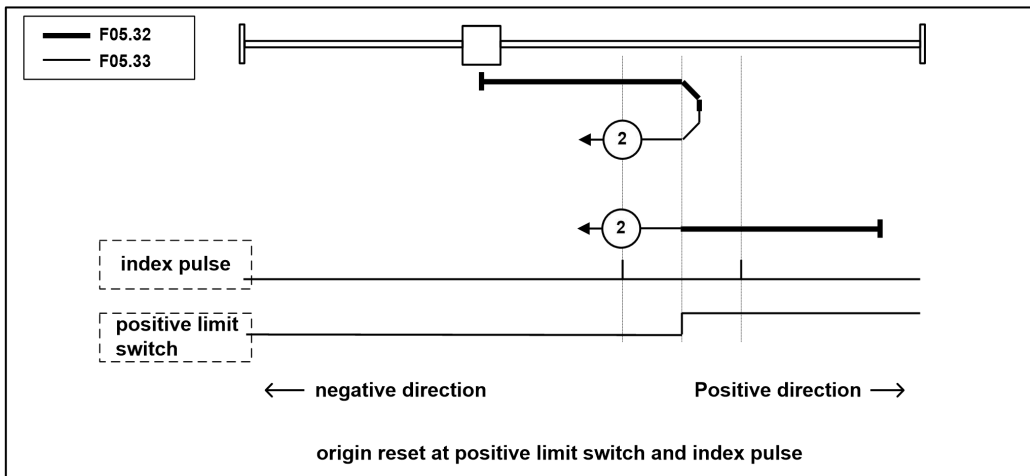 F05.32
F05.33
2
2
index pulse
positive limit
switch
negative direction
Positive direction
origin reset at positive limit switch and index pulse